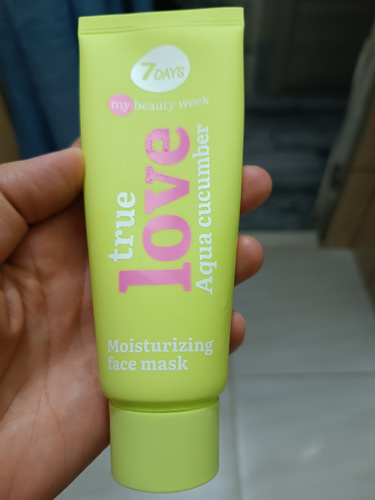 7DAYS
my beauty week
true
love
Aqua cucumber
Moisturizing
face mask